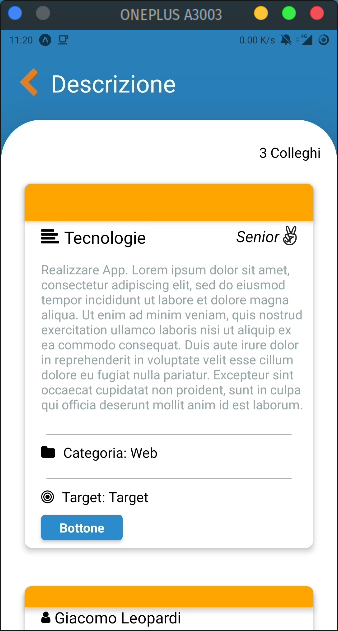 ONEPLUS A3003
11:20 0.00 K/s
Descrizione
3 Colleghi
Tecnologie Senior
Realizzare App. Lorem ipsum dolor sit amet,
consectetur adipiscing elit, sed do eiusmod
tempor incididunt ut labore et dolore magna
aliqua. Ut enim ad minim veniam, quis nostrud
exercitation ullamco laboris nisi ut aliquip ex
ea commodo consequat. Duis aute irure dolor
in reprehenderit in voluptate velit esse cillum
dolore eu fugiat nulla pariatur. Excepteur sint
occaecat cupidatat non proident, sunt in culpa
qui officia deserunt mollit anim id est laborum.
Categoria: Web
Target: Target
Bottone
Giacomo Leopardi